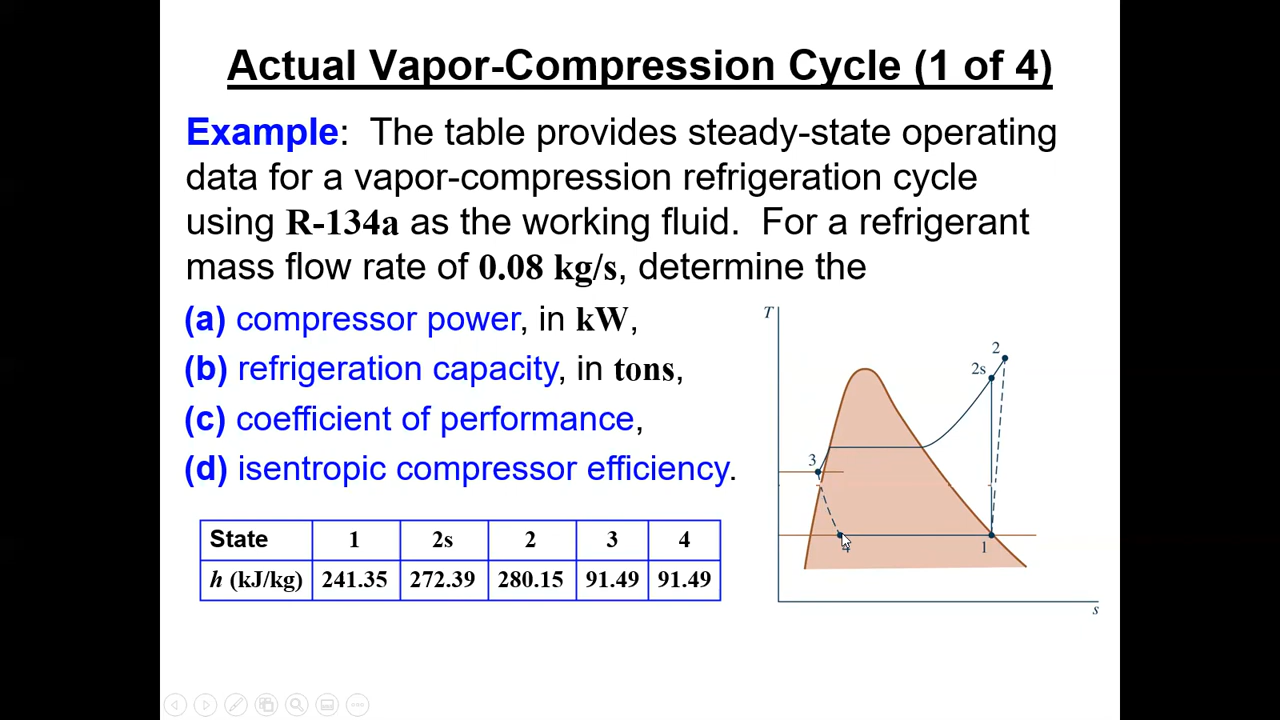 Actual Vapor-Compression Cycle (1 of 4)
Example: The table provides steady-state operating
data for a vapor-compression refrigeration cycle
using R-134a as the working fluid. For a refrigerant
mass flow rate of 0.08 kg/s, determine the
(a) compressor power, in kW,
(b) refrigeration capacity, in tons,
(c) coefficient of performance,
(d) isentropic compressor efficiency.
State 1 2s 2 3 4
h (kJ/kg) 241.35 272.39 280.15 91.49 91.49
T
2
2s
3
4
1
s